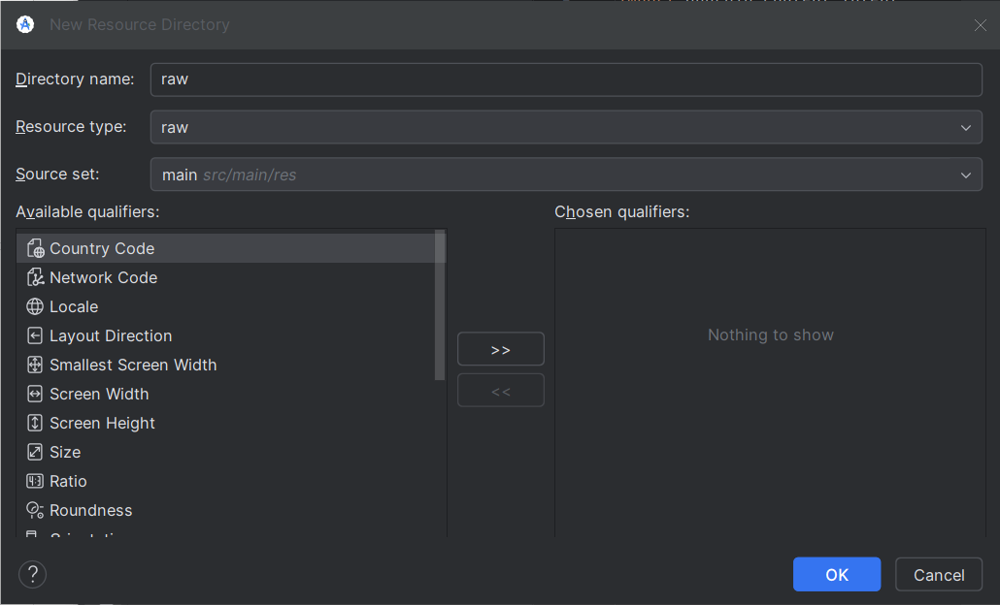 New Resource Directory
Directory name: raw
Resource type: raw
Source set: main src/main/res
Available qualifiers: Chosen qualifiers:
Country Code
Network Code
Locale
Layout Direction
Nothing to show
Smallest Screen Width
>>
Screen Width
<<
Screen Height
Size
4:3 Ratio
Roundness
?
OK Cancel